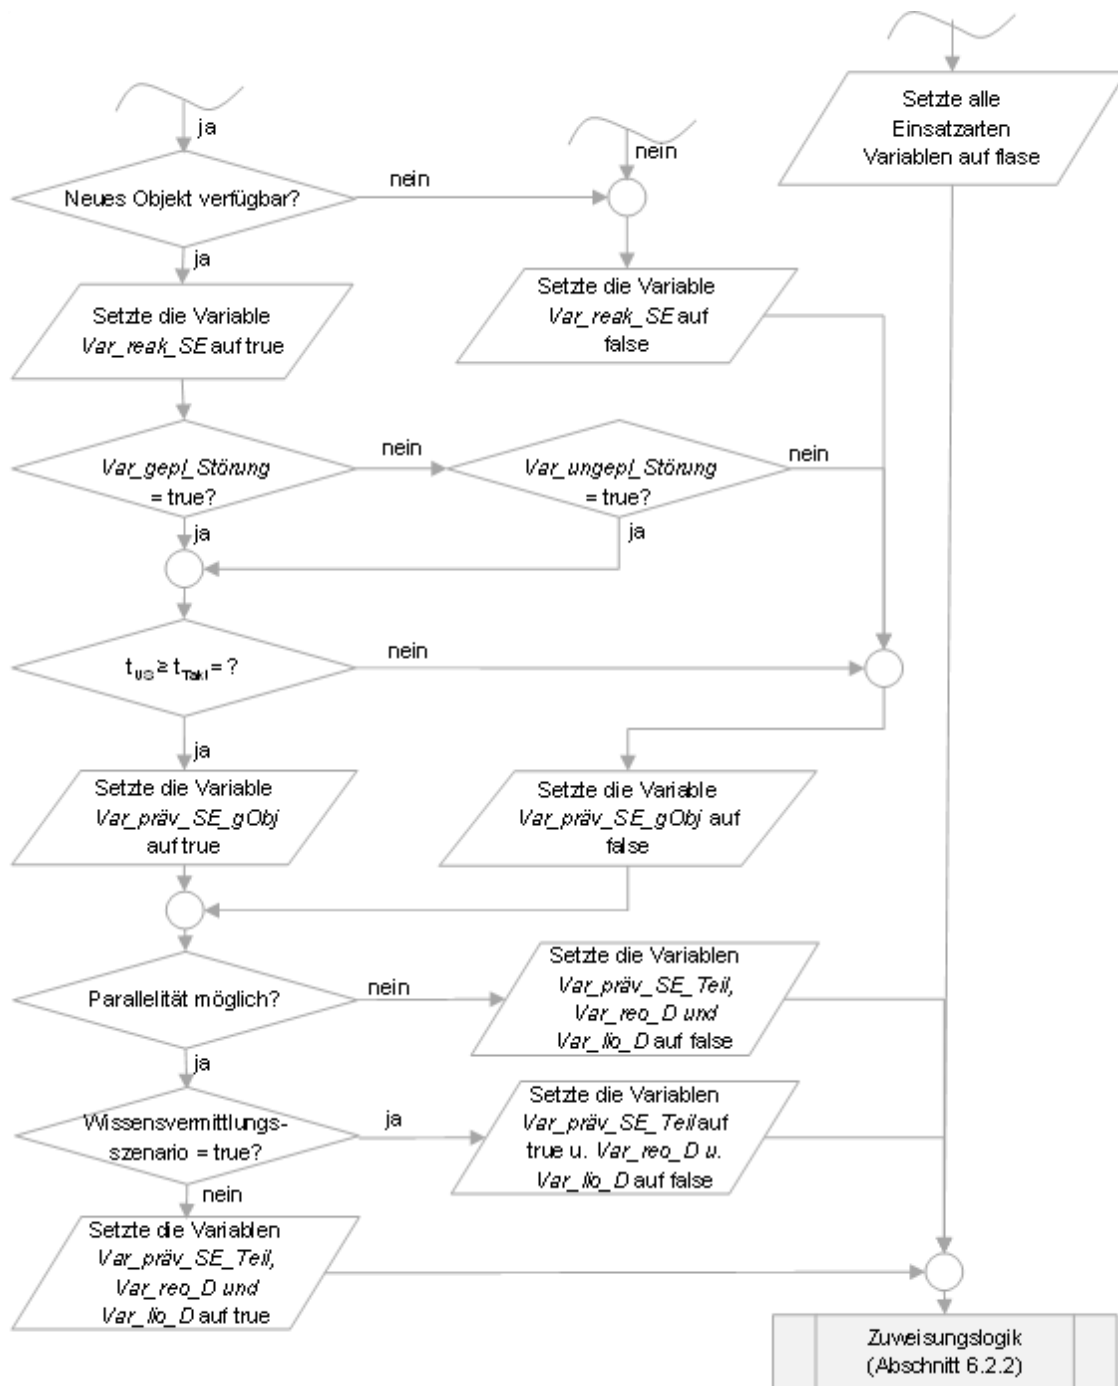 Setzte alle
Einsatzarten
Variablen auf flase
ja
nein
Neues Objekt verfügbar?
nein
ja
Setzte die Variable
Var_reak_SE auf true
Setzte die Variable
Var_reak_SE auf
false
Var_gepl_Störung
= true?
nein
Var_ungepl_Störung
= true?
nein
ja
ja
t_US ≥ t_Takt = ?
nein
ja
Setzte die Variable
Var_präv_SE_gObj
auf true
Setzte die Variable
Var_präv_SE_gObj auf
false
Parallelität möglich?
nein
Setzte die Variablen
Var_präv_SE_Teil,
Var_reo_D und
Var_lio_D auf false
ja
Wissensvermittlungs-
szenario = true?
ja
Setzte die Variablen
Var_präv_SE_Teil auf
true u. Var_reo_D u.
Var_lio_D auf false
nein
Setzte die Variablen
Var_präv_SE_Teil,
Var_reo_D und
Var_lio_D auf true
Zuweisungslogik
(Abschnitt 6.2.2)